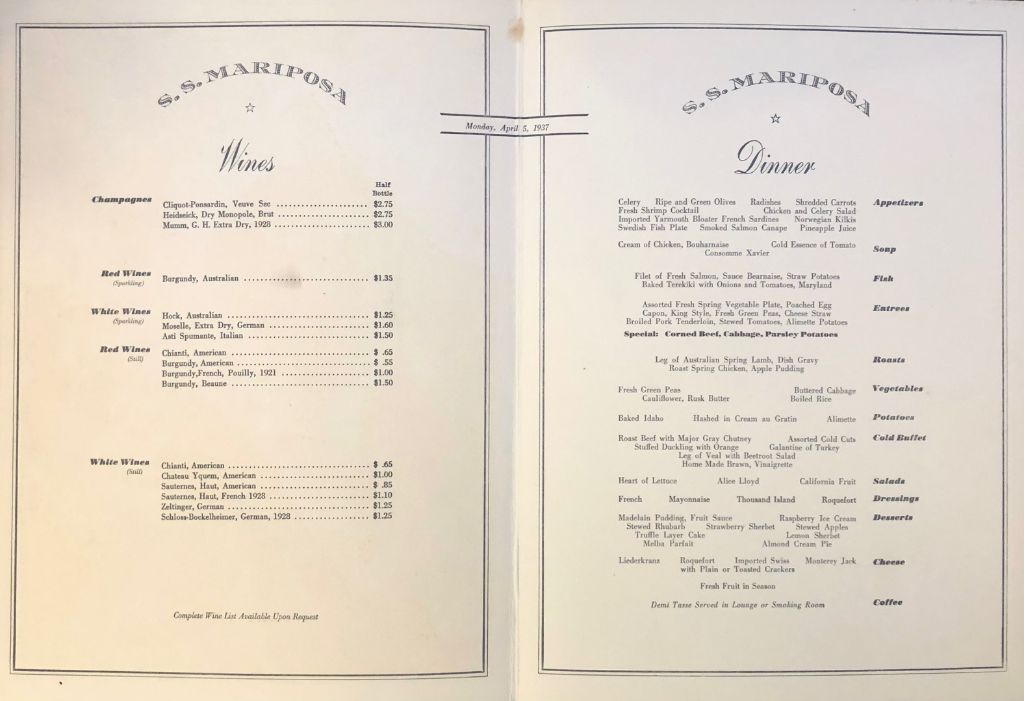 S. S. MARIPOSA
Monday, April 5, 1937
Wines
Half
Bottle
Champagnes
Cliquot-Ponsardin, Veuve Sec ........................ $2.75
Heidseick, Dry Monopole, Brut ....................... $2.75
Mumm, G. H. Extra Dry, 1928 ........................ $3.00
Red Wines
(Sparkling)
Burgundy, Australian ................................ $1.35
White Wines
(Sparkling)
Hock, Australian .................................... $1.25
Moselle, Extra Dry, German .......................... $1.60
Asti Spumante, Italian .............................. $1.50
Red Wines
(Still)
Chianti, American ................................... $ .65
Burgundy, American .................................. $ .55
Burgundy,French, Pouilly, 1921 ...................... $1.00
Burgundy, Beaune .................................... $1.50
White Wines
(Still)
Chianti, American ................................... $ .65
Chateau Yquem, American ............................. $1.00
Sauternes, Haut, American ........................... $ .85
Sauternes, Haut, French 1928 ........................ $1.10
Zeltinger, German ................................... $1.25
Schloss-Bockelheimer, German, 1928 .................. $1.25
Complete Wine List Available Upon Request
S. S. MARIPOSA
Dinner
Appetizers
Celery Ripe and Green Olives Radishes Shredded Carrots
Fresh Shrimp Cocktail Chicken and Celery Salad
Imported Yarmouth Bloater French Sardines Norwegian Kilkis
Swedish Fish Plate Smoked Salmon Canape Pineapple Juice
Soup
Cream of Chicken, Bouharnaise Cold Essence of Tomato
Consomme Xavier
Fish
Filet of Fresh Salmon, Sauce Bearnaise, Straw Potatoes
Baked Terekiki with Onions and Tomatoes, Maryland
Entrees
Assorted Fresh Spring Vegetable Plate, Poached Egg
Capon, King Style, Fresh Green Peas, Cheese Straw
Broiled Pork Tenderloin, Stewed Tomatoes, Alimette Potatoes
Special: Corned Beef, Cabbage, Parsley Potatoes
Roasts
Leg of Australian Spring Lamb, Dish Gravy
Roast Spring Chicken, Apple Pudding
Vegetables
Fresh Green Peas Buttered Cabbage
Cauliflower, Rusk Butter Boiled Rice
Potatoes
Baked Idaho Hashed in Cream au Gratin Alimette
Cold Buffet
Roast Beef with Major Gray Chutney Assorted Cold Cuts
Stuffed Duckling with Orange Galantine of Turkey
Leg of Veal with Beetroot Salad
Home Made Brawn, Vinaigrette
Salads
Heart of Lettuce Alice Lloyd California Fruit
Dressings
French Mayonnaise Thousand Island Roquefort
Desserts
Madelain Pudding, Fruit Sauce Raspberry Ice Cream
Stewed Rhubarb Strawberry Sherbet Stewed Apples
Truffle Layer Cake Lemon Sherbet
Melba Parfait Almond Cream Pie
Cheese
Liederkranz Roquefort Imported Swiss Monterey Jack
with Plain or Toasted Crackers
Fresh Fruit in Season
Coffee
Demi Tasse Served in Lounge or Smoking Room